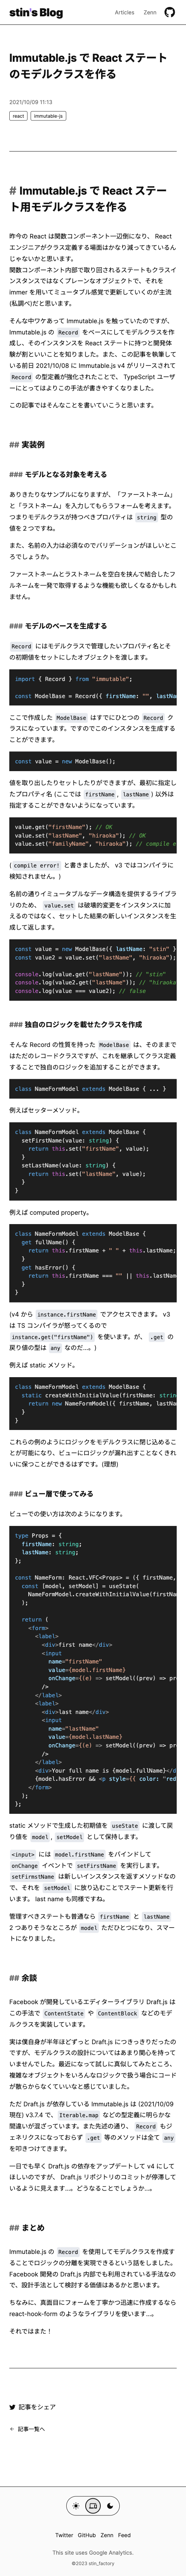 stin's Blog
Articles Zenn
Immutable.js で React ステート
のモデルクラスを作る
2021/10/09 11:13
react immutable-js
# Immutable.js で React ステー
ト用モデルクラスを作る
昨今の React は関数コンポーネント一辺倒になり、 React
エンジニアがクラス定義をする場面はかなり減ってきているん
じゃないかと思います。
関数コンポーネント内部で取り回されるステートもクラスイ
ンスタンスではなくプレーンなオブジェクトで、それを
immer を用いてミュータブル感覚で更新していくのが主流
(私調べ)だと思います。
そんな中ワケあって Immutable.js を触っていたのですが、
Immutable.js の Record をベースにしてモデルクラスを作
成し、そのインスタンスを React ステートに持つと開発体
験が割といいことを知りました。また、この記事を執筆して
いる前日 2021/10/08 に Immutable.js v4 がリリースされて
Record の型定義が強化されたことで、 TypeScript ユーザ
ーにとってはよりこの手法が書きやすくなりました。
この記事ではそんなことを書いていこうと思います。
## 実装例
### モデルとなる対象を考える
ありきたりなサンプルになりますが、「ファーストネーム」
と「ラストネーム」を入力してもらうフォームを考えます。
つまりモデルクラスが持つべきプロパティは string 型の
値を２つですね。
また、名前の入力は必須なのでバリデーションがほしいとこ
ろでしょうか。
ファーストネームとラストネームを空白を挟んで結合したフ
ルネームを一発で取得するような機能も欲しくなるかもしれ
ません。
### モデルのベースを生成する
Record にはモデルクラスで管理したいプロパティ名とそ
の初期値をセットにしたオブジェクトを渡します。
import { Record } from "immutable";
const ModelBase = Record({ firstName: "", lastNa
ここで作成した ModelBase はすでにひとつの Record ク
ラスになっています。ですのでこのインスタンスを生成する
ことができます。
const value = new ModelBase();
値を取り出したりセットしたりができますが、最初に指定し
たプロパティ名 (ここでは firstName , lastName ) 以外は
指定することができないようになっています。
value.get("firstName"); // OK
value.set("lastName", "hiraoka"); // OK
value.set("familyName", "hiraoka"); // compile e
( compile error! と書きましたが、 v3 ではコンパイラに
検知されません。)
名前の通りイミュータブルなデータ構造を提供するライブラ
リのため、 value.set は破壊的変更をインスタンスに加
えるのではなく、セットした結果の新しいインスタンスを生
成して返します。
const value = new ModelBase({ lastName: "stin" }
const value2 = value.set("lastName", "hiraoka");
console.log(value.get("lastName")); // "stin"
console.log(value2.get("lastName")); // "hiraoka
console.log(value === value2); // false
### 独自のロジックを載せたクラスを作成
そんな Record の性質を持った ModelBase は、そのままで
はただのレコードクラスですが、これを継承してクラス定義
することで独自のロジックを追加することができます。
class NameFormModel extends ModelBase { ... }
例えばセッターメソッド。
class NameFormModel extends ModelBase {
setFirstName(value: string) {
return this.set("firstName", value);
}
setLastName(value: string) {
return this.set("lastName", value);
}
}
例えば computed property。
class NameFormModel extends ModelBase {
get fullName() {
return this.firstName + " " + this.lastName;
}
get hasError() {
return this.firstName === "" || this.lastNam
}
}
(v4 から instance.firstName でアクセスできます。 v3
は TS コンパイラが怒ってくるので
instance.get("firstName") を使います。が、 .get の
戻り値の型は any なのだ...。)
例えば static メソッド。
class NameFormModel extends ModelBase {
static createWithInitialValue(firstName: strin
return new NameFormModel({ firstName, lastNa
}
}
これらの例のようにロジックをモデルクラスに閉じ込めるこ
とが可能になり、ビューにロジックが漏れ出すことなくきれ
いに保つことができるはずです。(理想)
### ビュー層で使ってみる
ビューでの使い方は次のようになります。
type Props = {
firstName: string;
lastName: string;
};
const NameForm: React.VFC<Props> = ({ firstName,
const [model, setModel] = useState(
NameFormModel.createWithInitialValue(firstNa
);
return (
<form>
<label>
<div>first name</div>
<input
name="firstName"
value={model.firstName}
onChange={(e) => setModel((prev) => pr
/>
</label>
<label>
<div>last name</div>
<input
name="lastName"
value={model.lastName}
onChange={(e) => setModel((prev) => pr
/>
</label>
<div>Your full name is {model.fullName}</d
{model.hasError && <p style={{ color: "red
</form>
);
};
static メソッドで生成した初期値を useState に渡して戻
り値を model , setModel として保持します。
<input> には model.firstName をバインドして
onChange イベントで setFirstName を実行します。
setFirstName は新しいインスタンスを返すメソッドなの
で、それを setModel に放り込むことでステート更新を行
います。 last name も同様ですね。
管理すべきステートも普通なら firstName と lastName
2 つありそうなところが model ただひとつになり、スマー
トになりました。
## 余談
Facebook が開発しているエディターライブラリ Draft.js は
この手法で ContentState や ContentBlock などのモデ
ルクラスを実装しています。
実は僕自身が半年ほどずっと Draft.js につきっきりだったの
ですが、モデルクラスの設計についてはあまり関心を持って
いませんでした。最近になって試しに真似してみたところ、
複雑なオブジェクトをいろんなロジックで扱う場合にコード
が散らからなくていいなと感じていました。
ただ Draft.js が依存している Immutable.js は (2021/10/09
現在) v3.7.4 で、 Iterable.map などの型定義に明らかな
間違いが混ざっています。また先述の通り、 Record もジ
ェネリクスになっておらず .get 等のメソッドは全て any
を叩きつけてきます。
一日でも早く Draft.js の依存をアップデートして v4 にして
ほしいのですが、 Draft.js リポジトリのコミットが停滞して
いるように見えます...。どうなることでしょうか...。
## まとめ
Immutable.js の Record を使用してモデルクラスを作成す
ることでロジックの分離を実現できるという話をしました。
Facebook 開発の Draft.js 内部でも利用されている手法なの
で、設計手法として検討する価値はあるかと思います。
ちなみに、真面目にフォームを丁寧かつ迅速に作成するなら
react-hook-form のようなライブラリを使います...。
それではまた！
記事をシェア
← 記事一覧へ
Twitter GitHub Zenn Feed
This site uses Google Analytics.
©2023 stin_factory